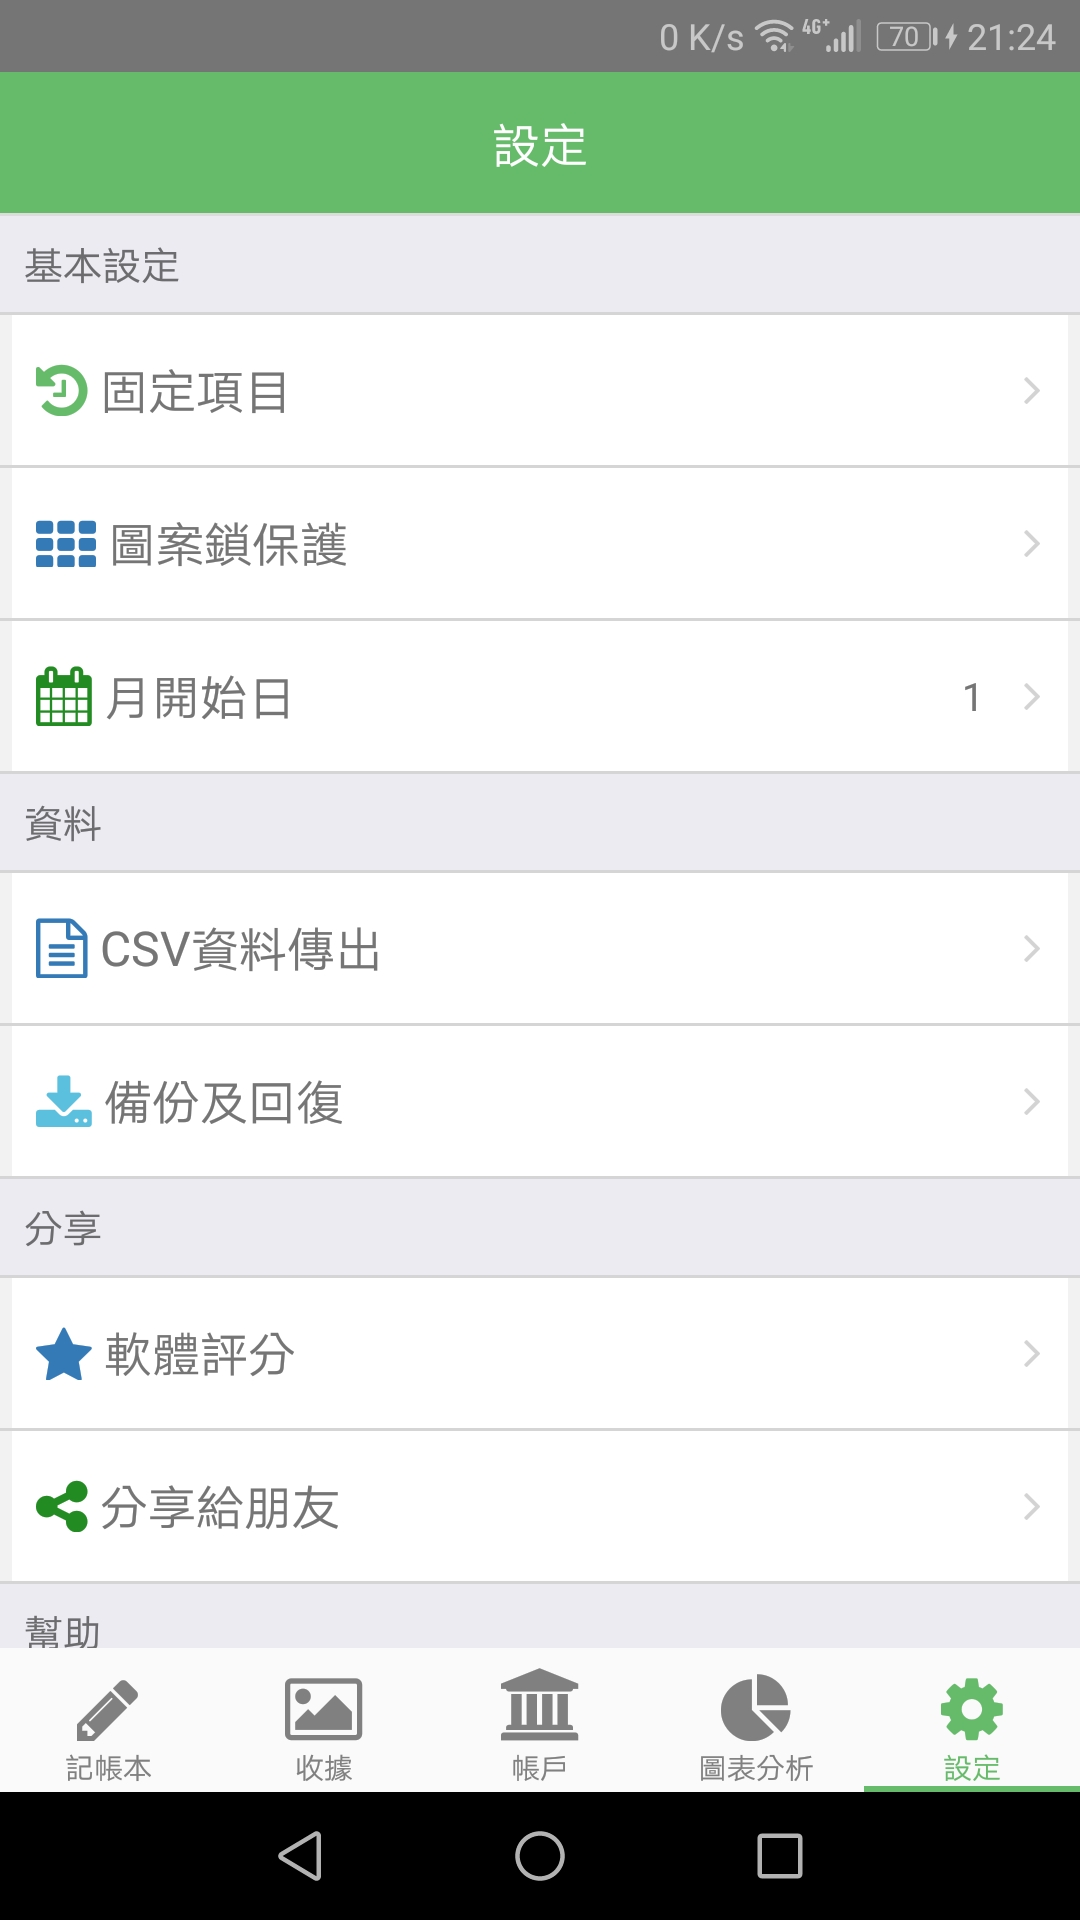 0 K/s 4G+ 70 21:24
設定
基本設定
固定項目
圖案鎖保護
月開始日 1
資料
CSV資料傳出
備份及回復
分享
軟體評分
分享給朋友
幫助
記帳本 收據 帳戶 圖表分析 設定